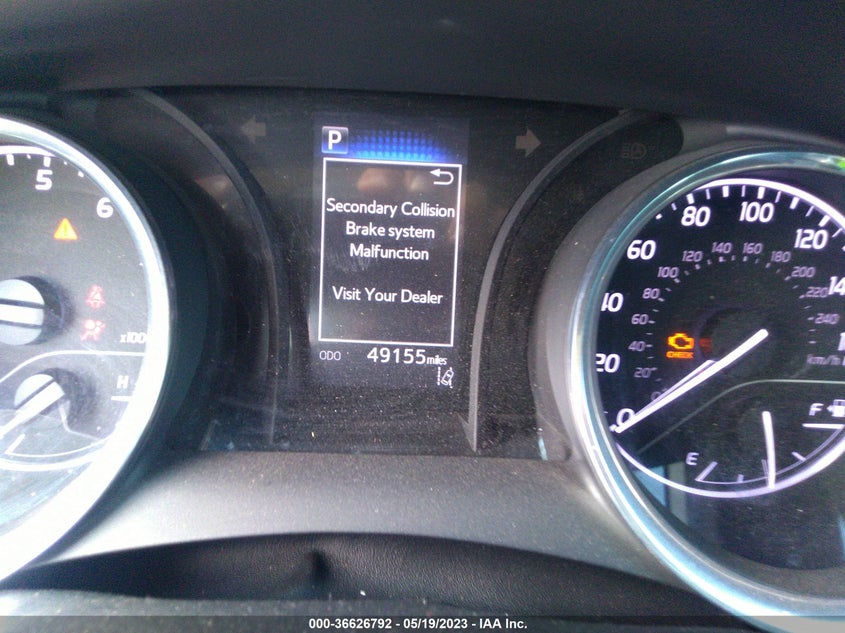 P
Secondary Collision
Brake system
Malfunction
Visit Your Dealer
ODO 49155 miles
5
6
x100
H
0
20
40
60
80
100
120
20
40
60
80
100
120
140
160
180
200
220
240
km/h
CHECK
E
F
000-36626792 - 05/19/2023 - IAA Inc.